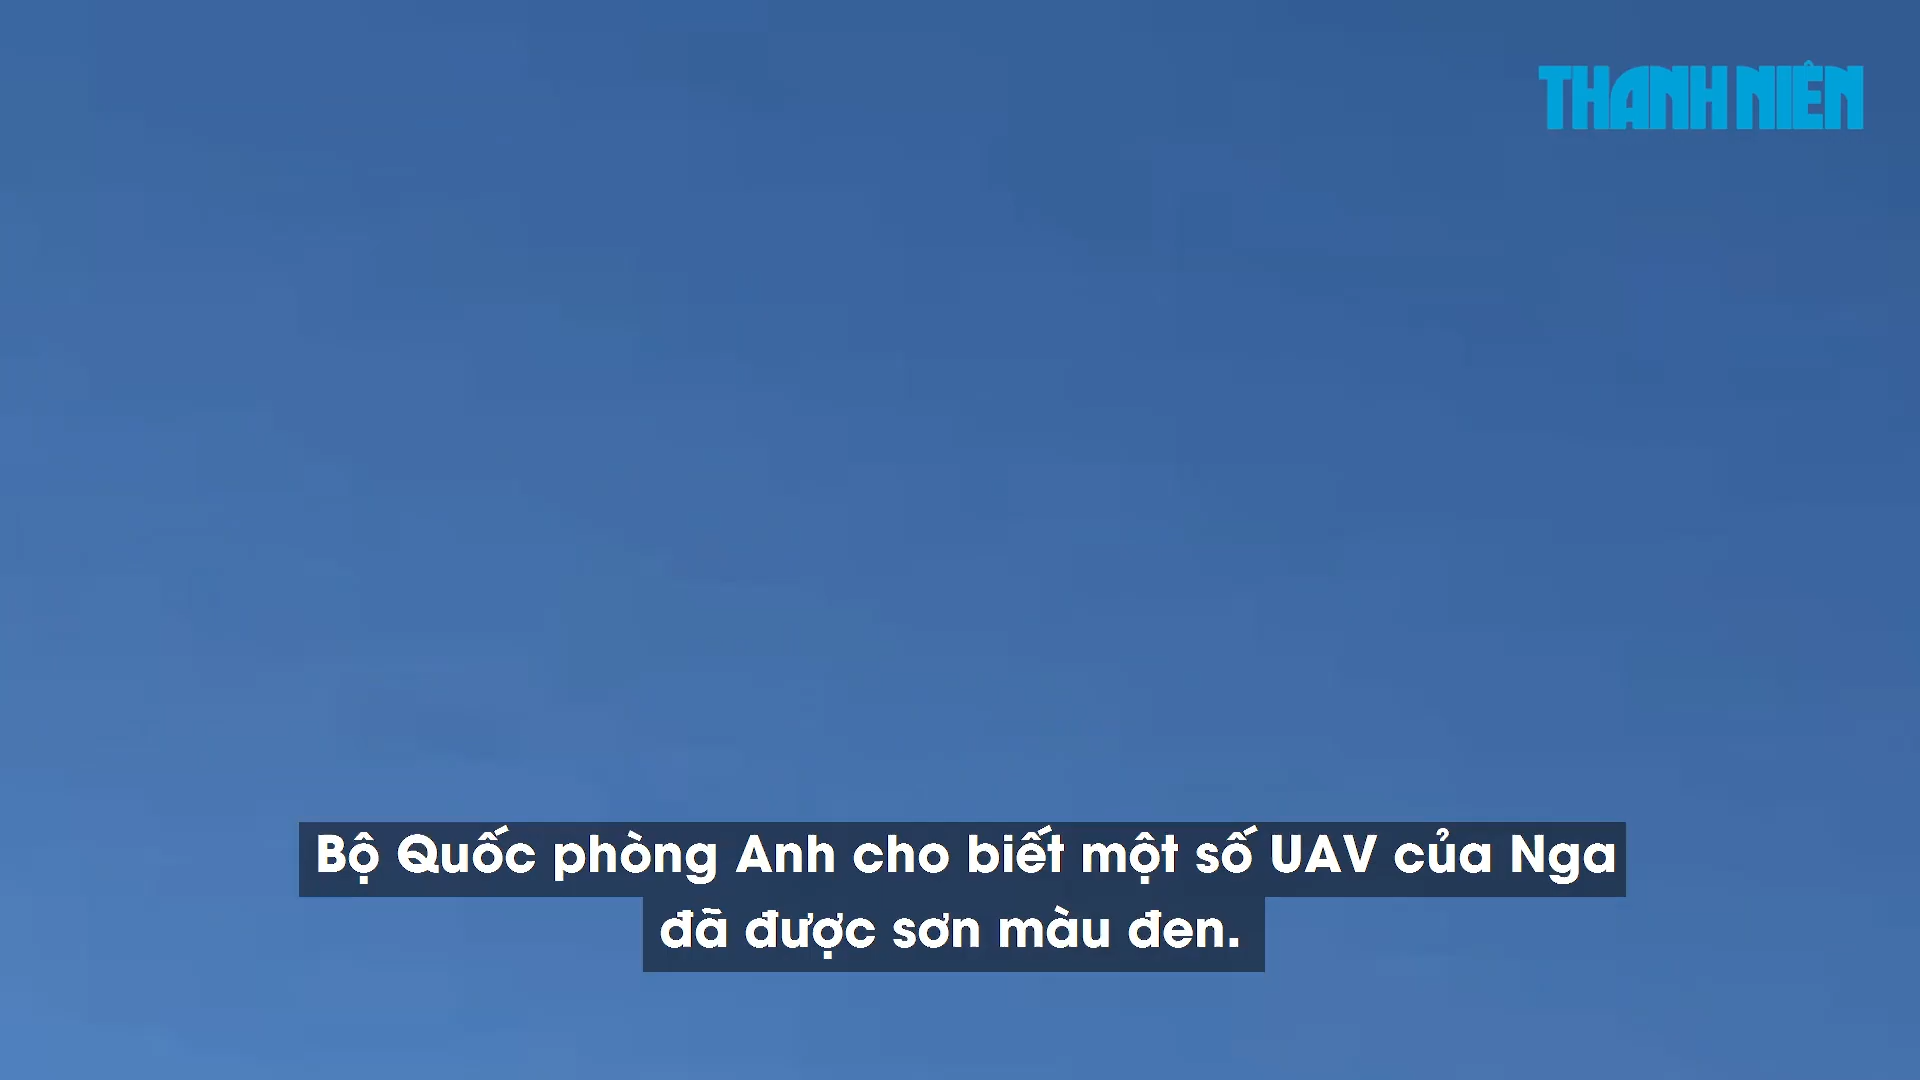 THANH NIÊN
Bộ Quốc phòng Anh cho biết một số UAV của Nga
đã được sơn màu đen.